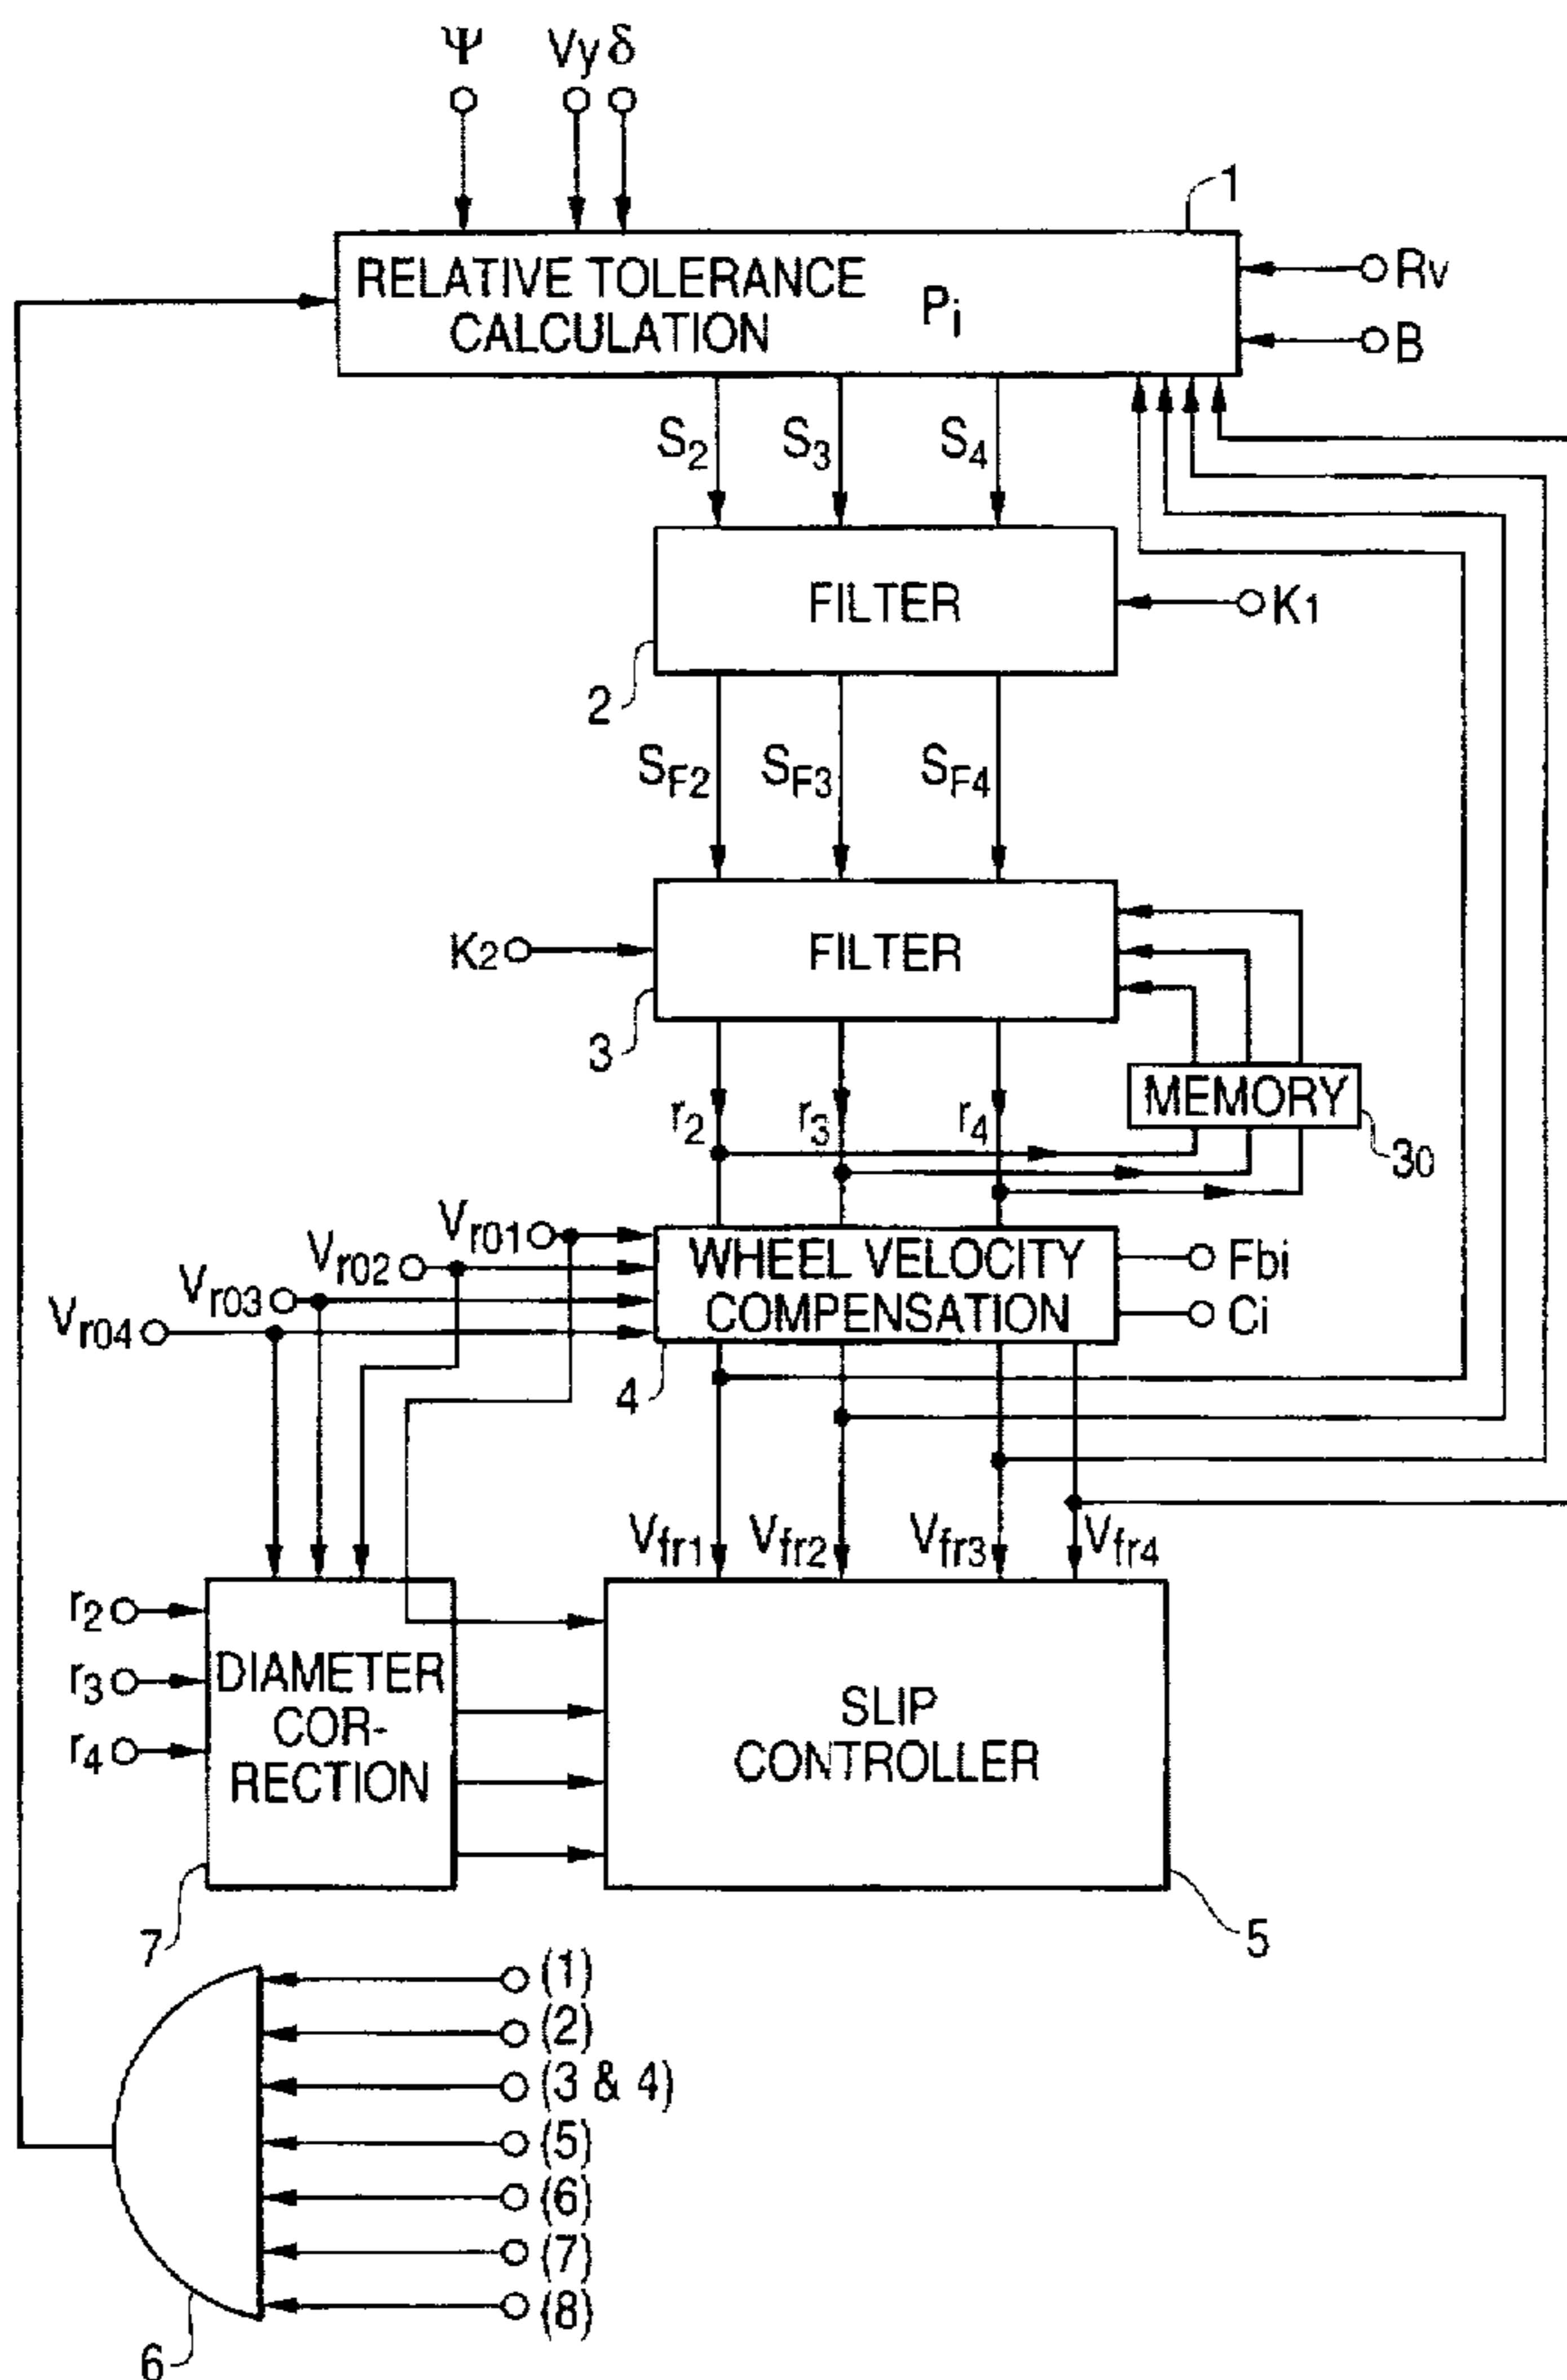 Ψ Vy δ
1
RELATIVE TOLERANCE
CALCULATION
Pi
Rv
B
S2 S3 S4
FILTER
K1
2
SF2 SF3 SF4
K2
FILTER
3
MEMORY
30
r2 r3 r4
Vr01
Vr02
Vr03
Vr04
WHEEL VELOCITY
COMPENSATION
Fbi
Ci
4
Vfr1 Vfr2 Vfr3 Vfr4
r2
r3
r4
DIAMETER
COR-
RECTION
SLIP
CONTROLLER
7
5
(1)
(2)
(3 & 4)
(5)
(6)
(7)
(8)
6